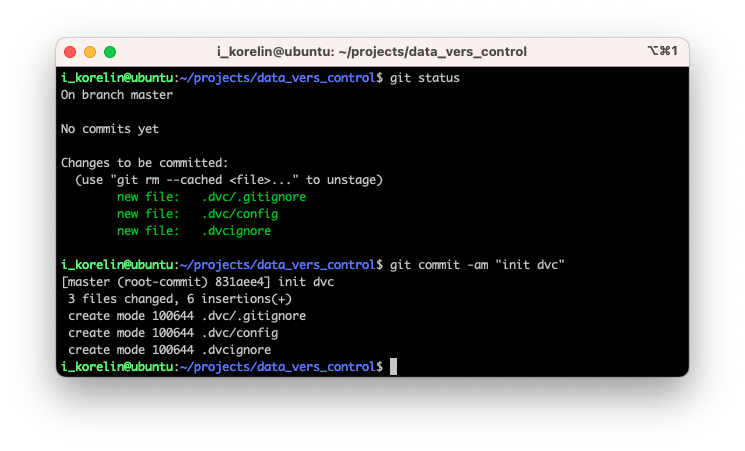 i_korelin@ubuntu: ~/projects/data_vers_control ⌥⌘1
i_korelin@ubuntu:~/projects/data_vers_control$ git status
On branch master
No commits yet
Changes to be committed:
  (use "git rm --cached <file>..." to unstage)
        new file:   .dvc/.gitignore
        new file:   .dvc/config
        new file:   .dvcignore
i_korelin@ubuntu:~/projects/data_vers_control$ git commit -am "init dvc"
[master (root-commit) 831aee4] init dvc
 3 files changed, 6 insertions(+)
 create mode 100644 .dvc/.gitignore
 create mode 100644 .dvc/config
 create mode 100644 .dvcignore
i_korelin@ubuntu:~/projects/data_vers_control$